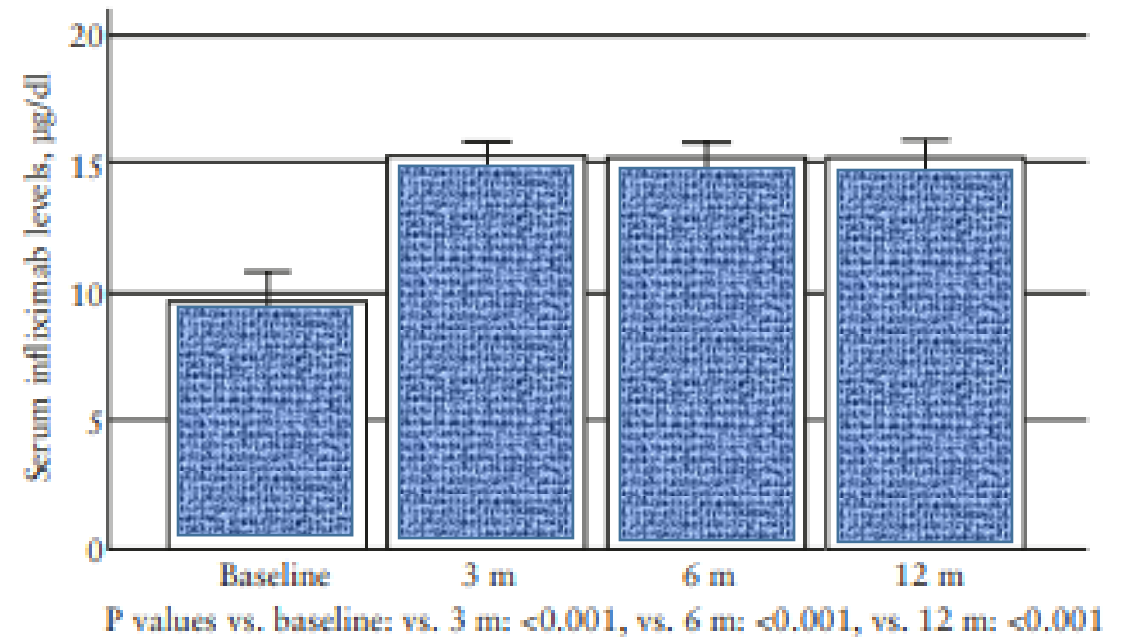 Serum infliximab levels, µg/dl
20
15
10
5
0
Baseline 3 m 6 m 12 m
P values vs. baseline: vs. 3 m: <0.001, vs. 6 m: <0.001, vs. 12 m: <0.001